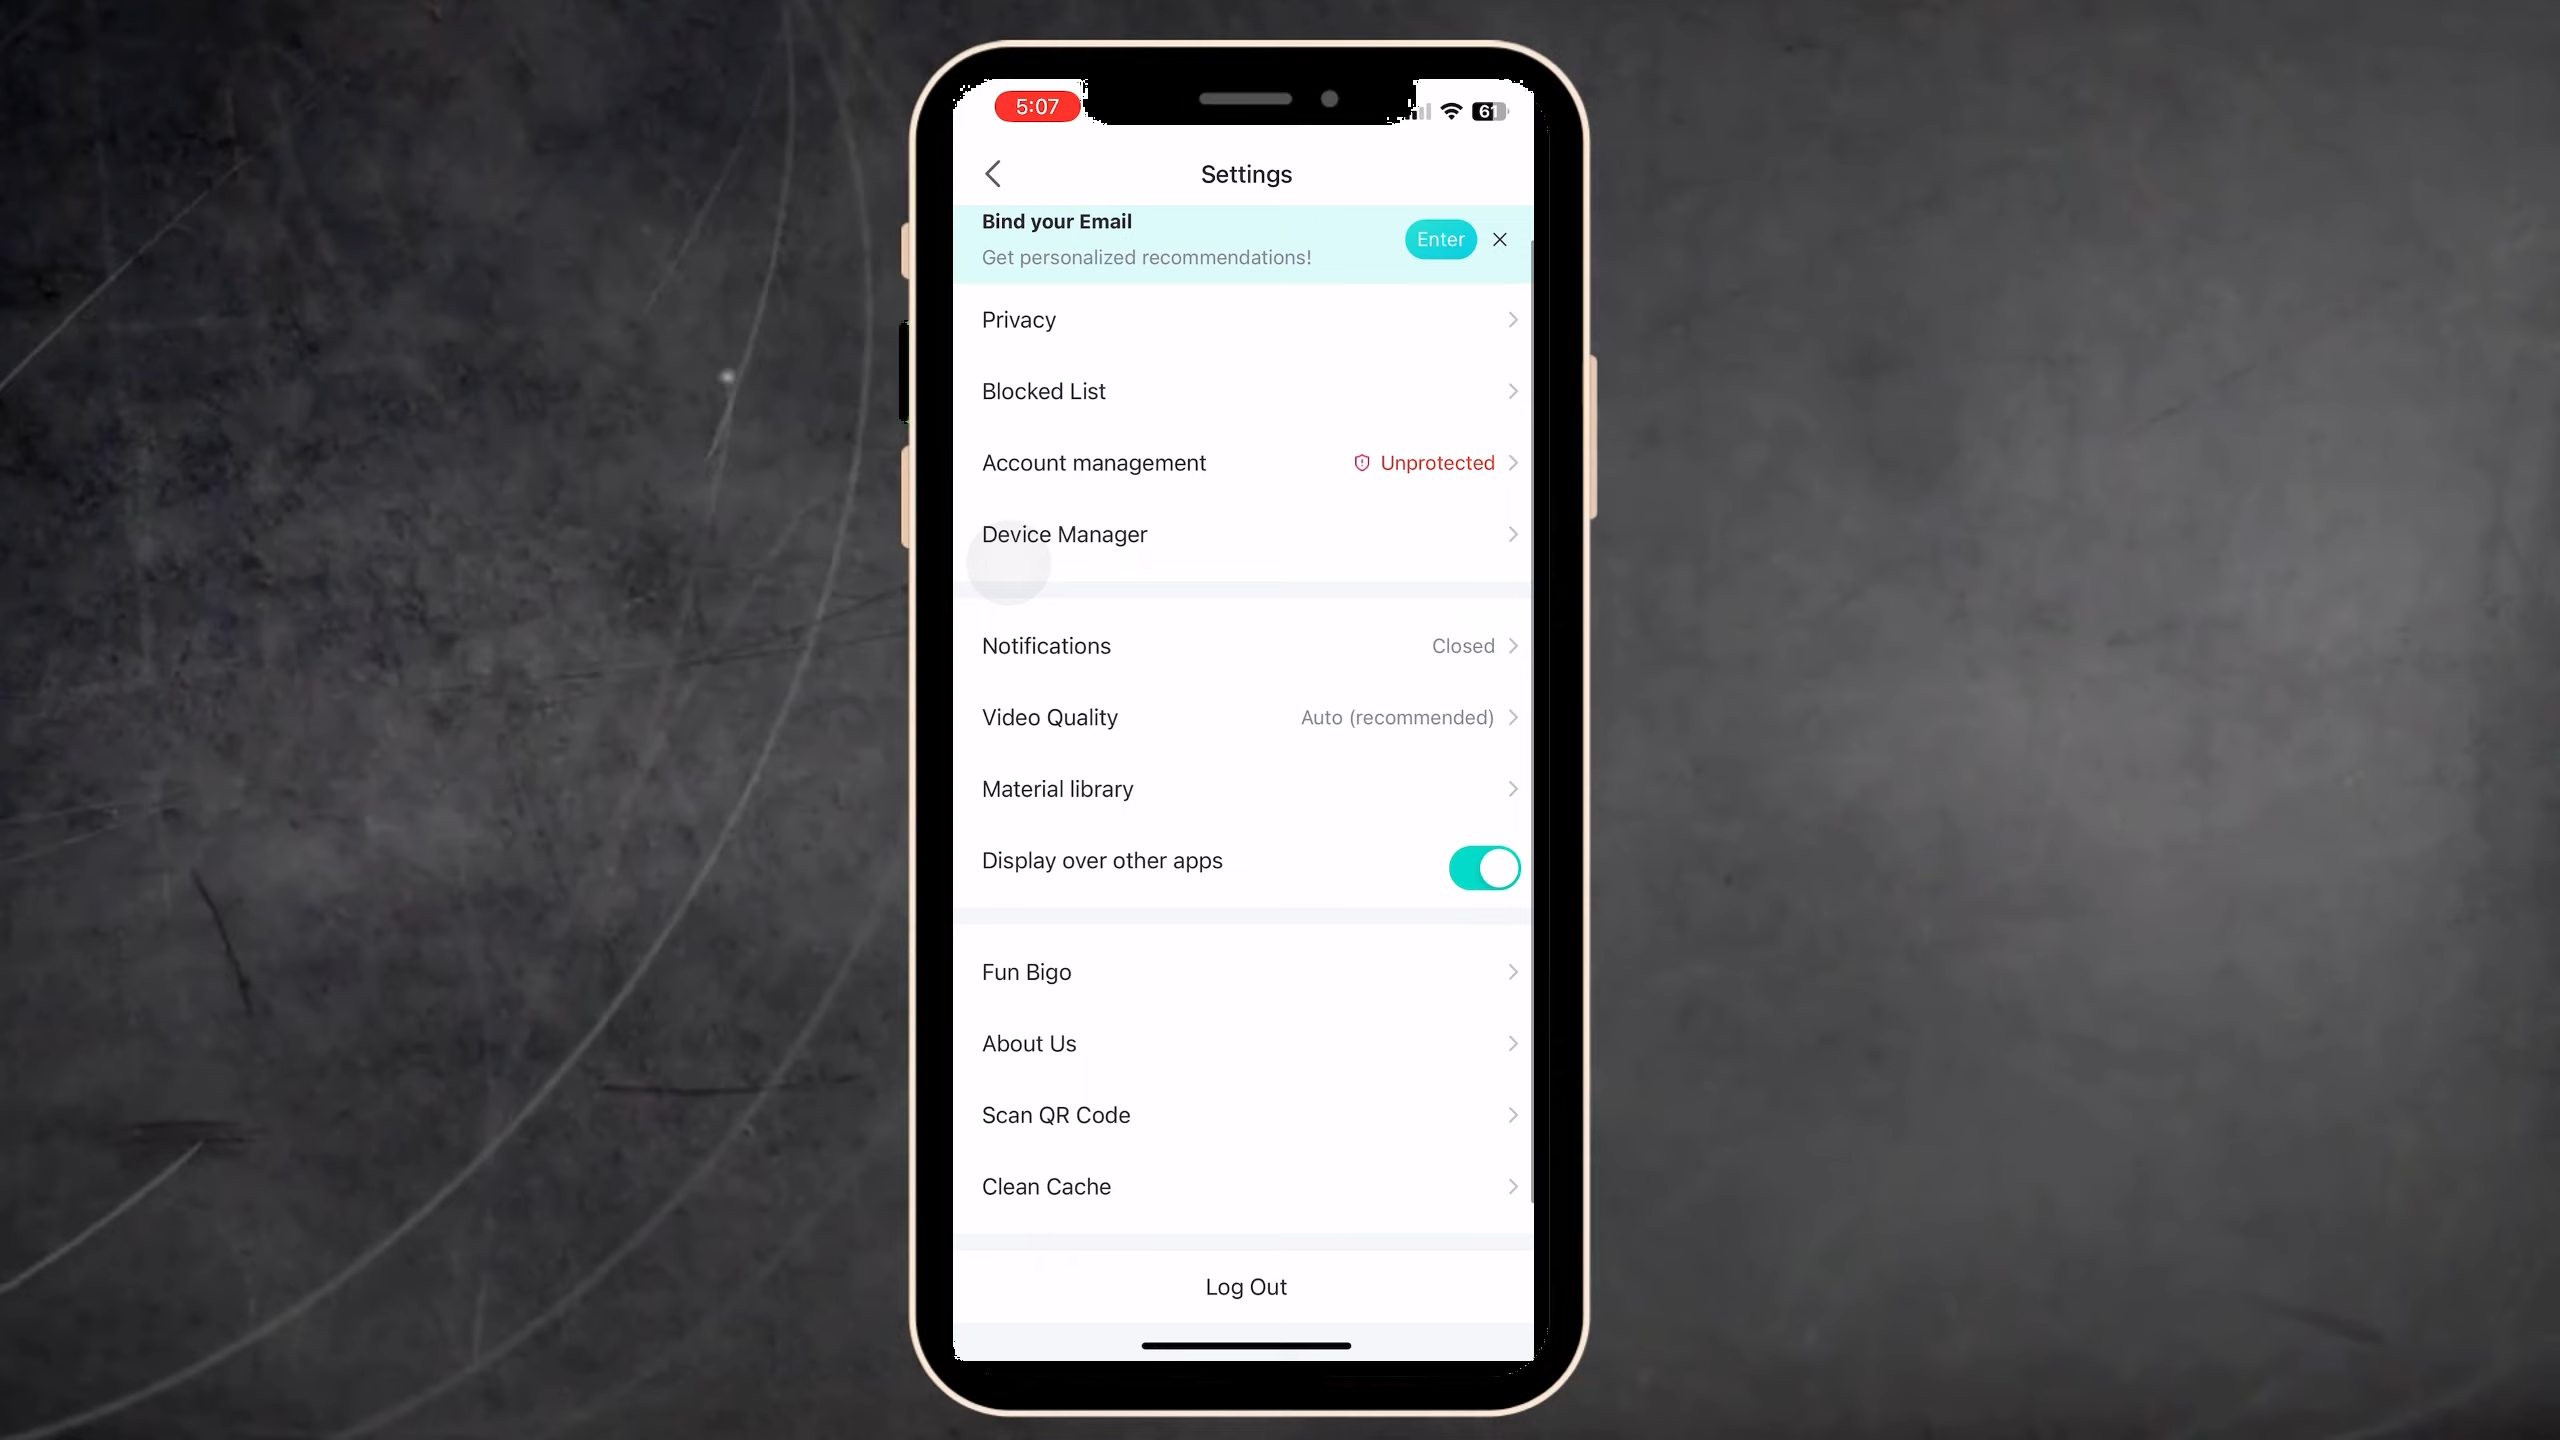 5:07
61
Settings
Bind your Email
Enter
Get personalized recommendations!
Privacy
Blocked List
Account management Unprotected
Device Manager
Notifications Closed
Video Quality Auto (recommended)
Material library
Display over other apps
Fun Bigo
About Us
Scan QR Code
Clean Cache
Log Out